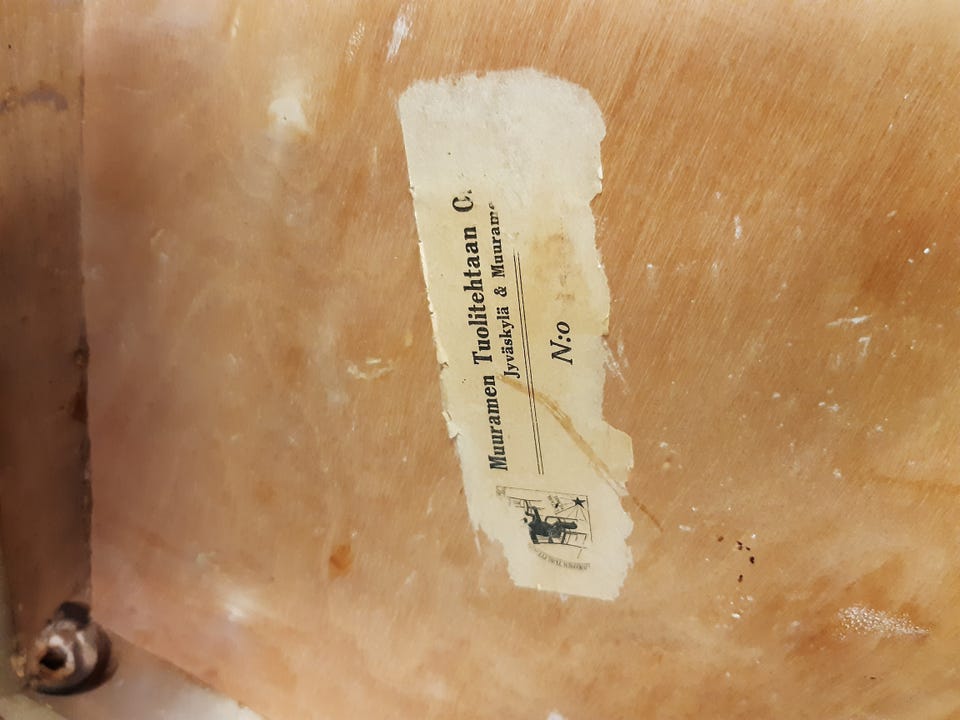 Muuramen Tuolitehtaan C.
Jyväskylä & Muurame
N:o